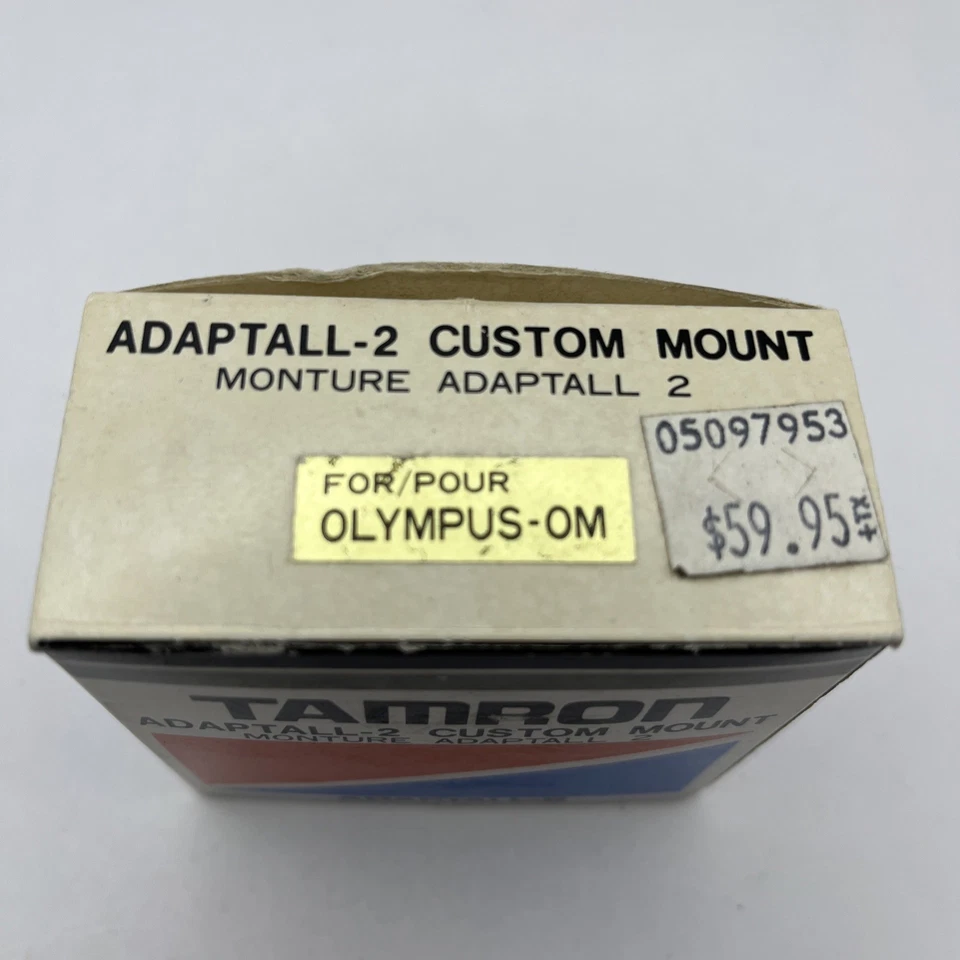 ADAPTALL-2 CUSTOM MOUNT
MONTURE ADAPTALL 2
FOR/POUR
OLYMPUS-OM
05097953
$59.95+TX
TAMRON
ADAPTALL-2 CUSTOM MOUNT
MONTURE ADAPTALL 2